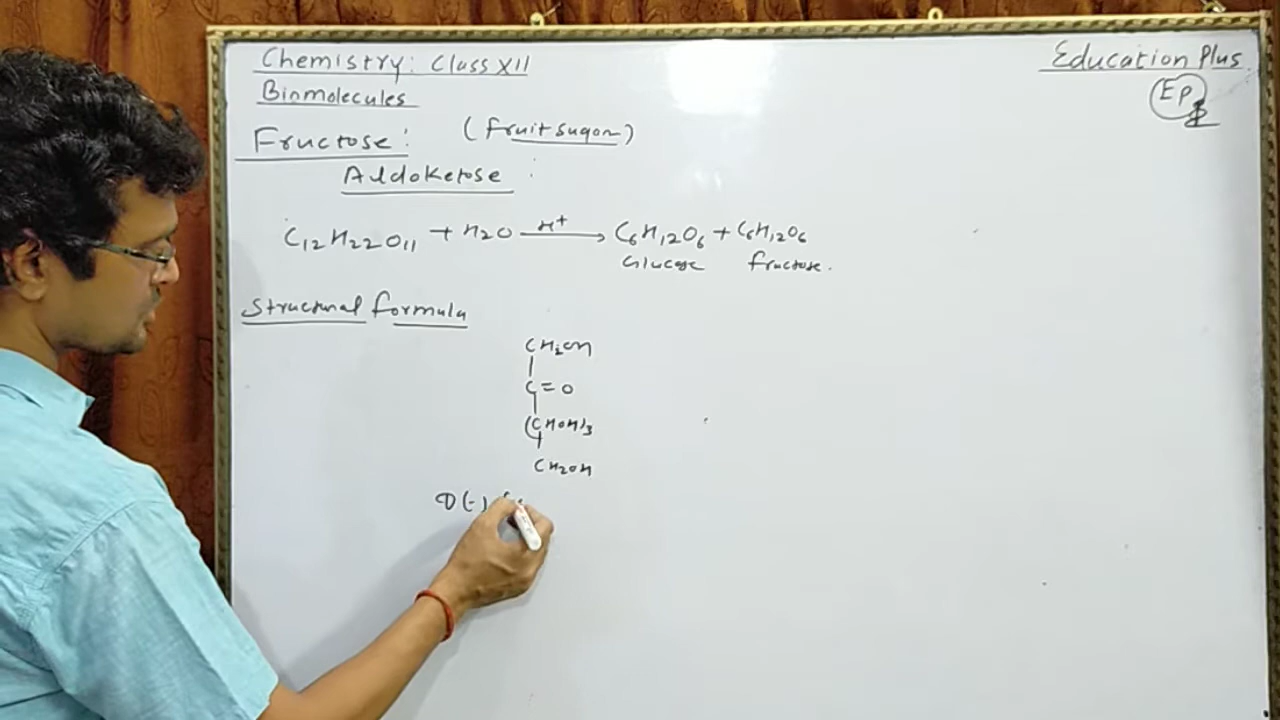 Chemistry: Class XII
Education Plus
EP
Biomolecules
Fructose: (Fruit sugar)
Aldoketose :
C12H22O11 + H2O H+ → C6H12O6 + C6H12O6
Glucose fructose.
Structural formula
CH2OH
C=O
(CHOH)3
CH2OH
D(-)